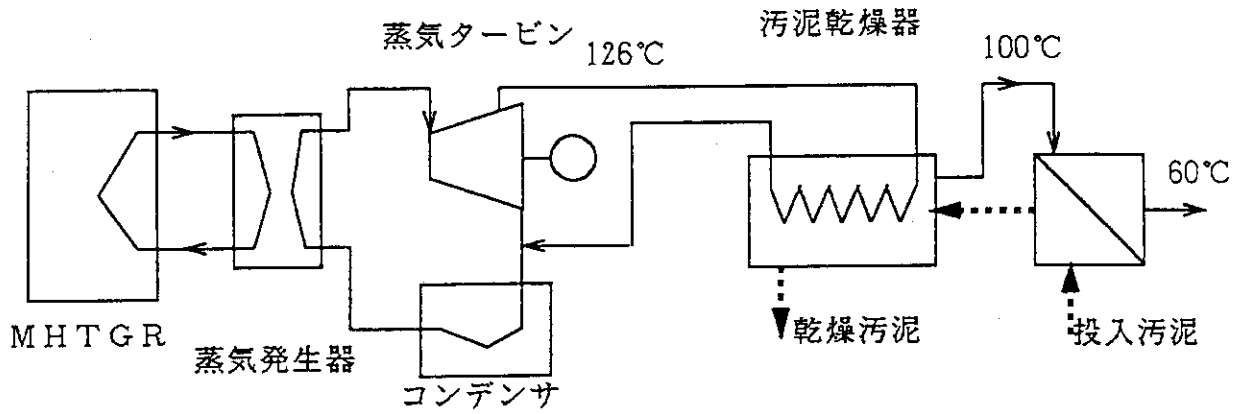 蒸気タービン
汚泥乾燥器
126℃
100℃
60℃
MHTGR
蒸気発生器
コンデンサ
乾燥汚泥
投入汚泥